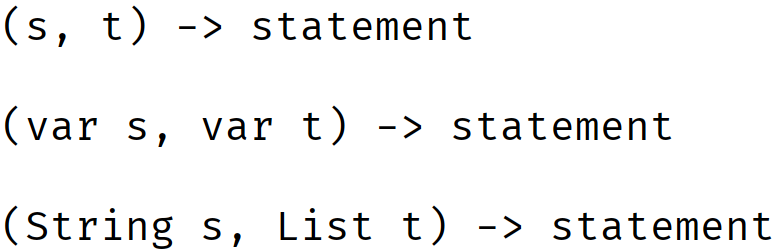 (s, t) -> statement
(var s, var t) -> statement
(String s, List t) -> statement